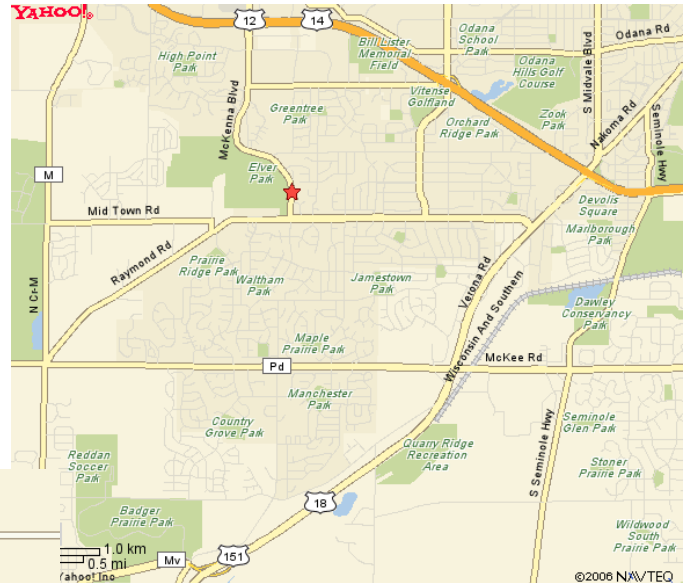 YAHOO!®
12
14
Bill Lister
Memorial
Field
Odana
School
Park
Odana Rd
High Point
Park
Odana
Hills Golf
Course
S Midvale Blvd
McKenna Blvd
Greentree
Park
Vitense
Golfland
Orchard
Ridge Park
Zook
Park
Nakoma Rd
Seminole Hwy
M
Elver
Park
Mid Town Rd
Devolis
Square
Marlborough
Park
Raymond Rd
Prairie
Ridge Park
Waltham
Park
Jamestown
Park
Verona Rd
Wisconsin And Southern
N Cr-M
Dawley
Conservancy
Park
Maple
Prairie Park
Pd
McKee Rd
Manchester
Park
Country
Grove Park
Seminole
Glen Park
S Seminole Hwy
Quarry Ridge
Recreation
Area
Reddan
Soccer
Park
Stoner
Prairie Park
18
Badger
Prairie Park
Wildwood
South
Prairie Park
1.0 km
0.5 mi
Mv
151
Yahoo! Inc
©2006 NAVTEQ